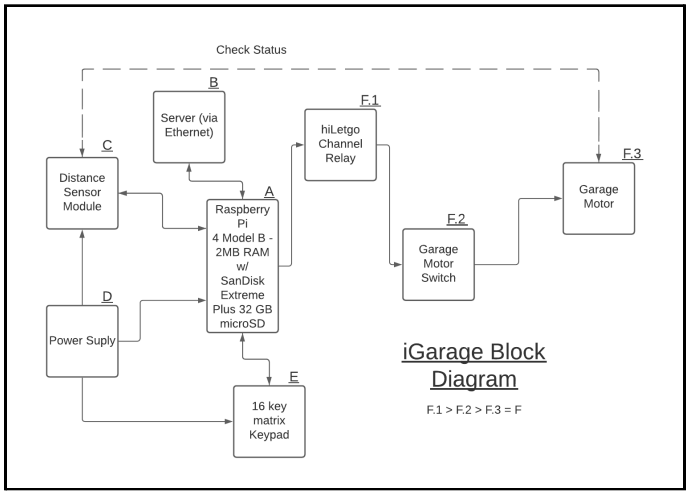 Check Status
B
Server (via
Ethernet)
F.1
hiLetgo
Channel
Relay
C
Distance
Sensor
Module
F.3
Garage
Motor
A
Raspberry
Pi
4 Model B -
2MB RAM
w/
SanDisk
Extreme
Plus 32 GB
microSD
F.2
Garage
Motor
Switch
D
Power Suply
E
16 key
matrix
Keypad
iGarage Block
Diagram
F.1 > F.2 > F.3 = F